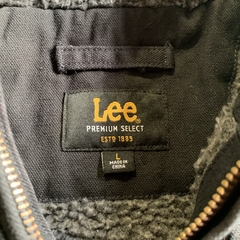 Lee
PREMIUM SELECT
ESTD 1889
L
MADE IN
CHINA